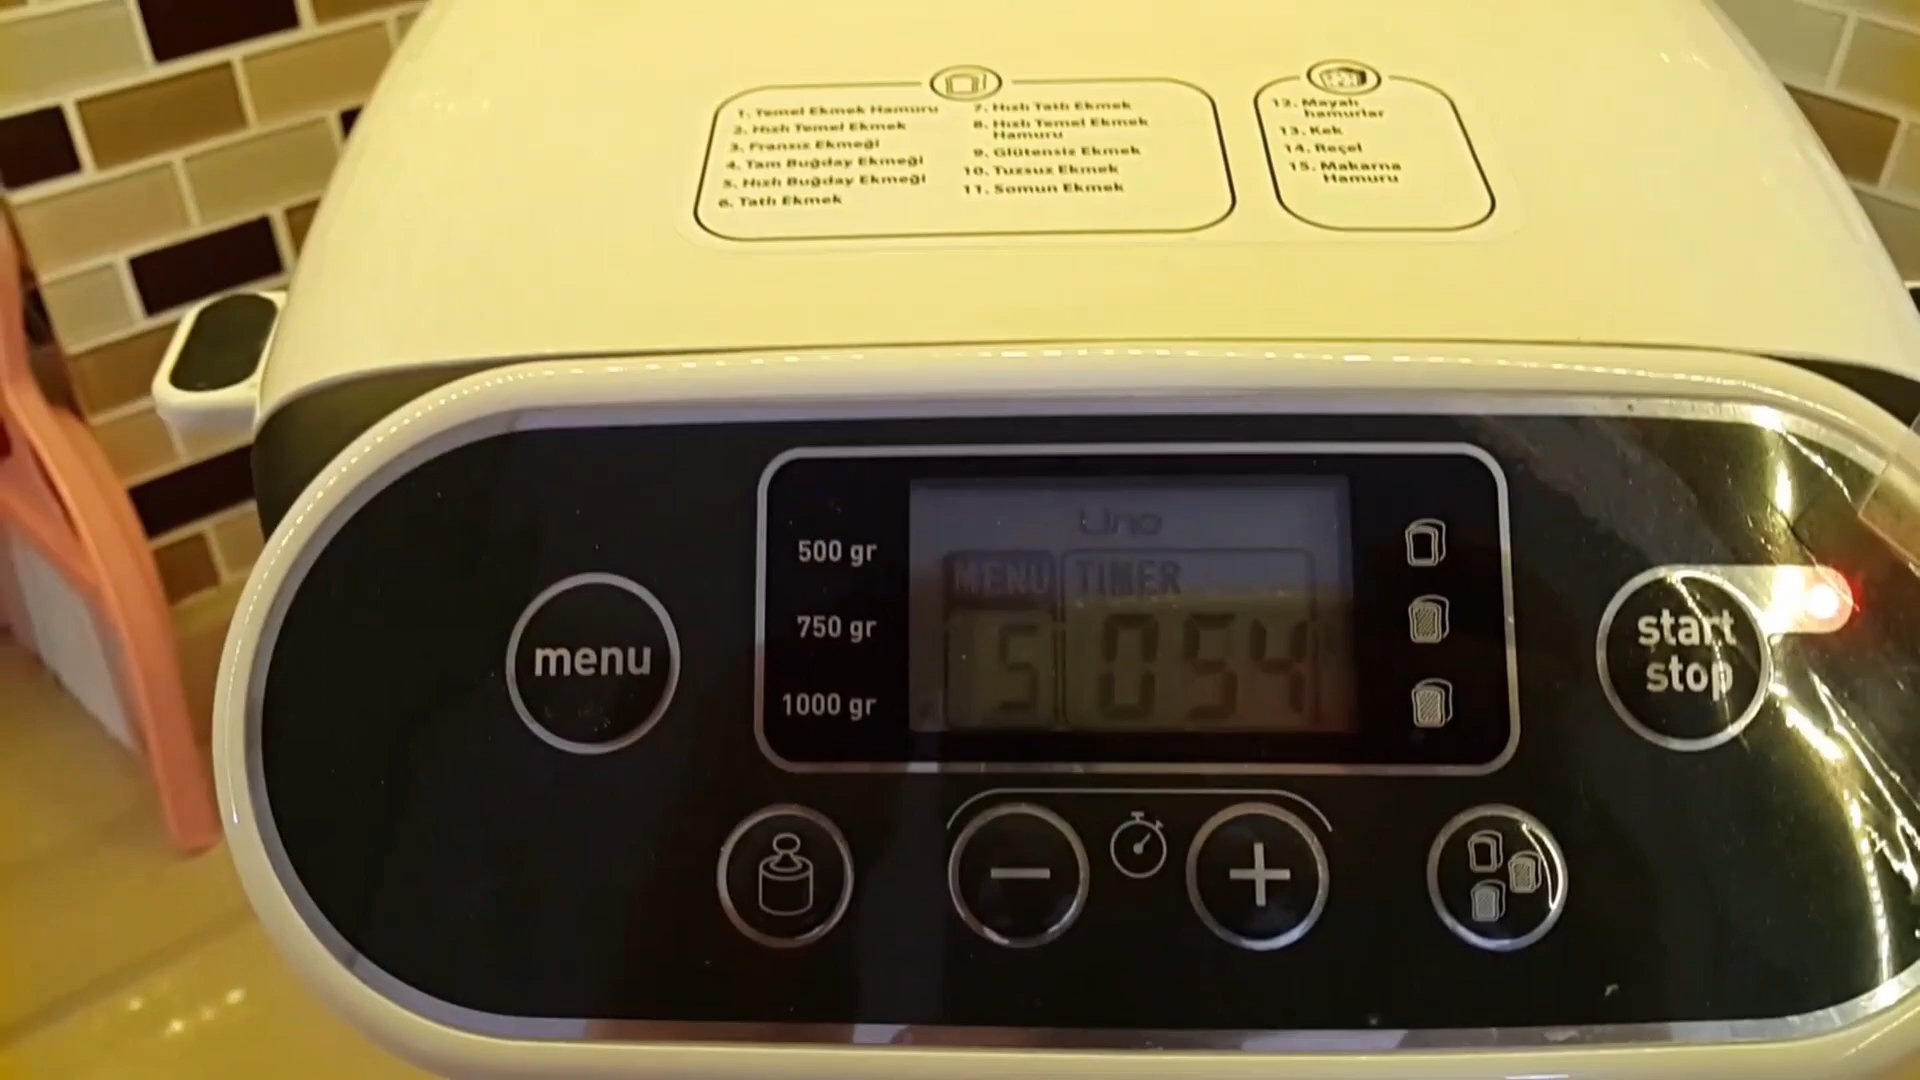 1. Temel Ekmek Hamuru
2. Hızlı Temel Ekmek
3. Fransız Ekmeği
4. Tam Buğday Ekmeği
5. Hızlı Buğday Ekmeği
6. Tatlı Ekmek
7. Hızlı Tatlı Ekmek
8. Hızlı Temel Ekmek
Hamuru
9. Glütensiz Ekmek
10. Tuzsuz Ekmek
11. Somun Ekmek
12. Mayalı
hamurlar
13. Kek
14. Reçel
15. Makarna
Hamuru
500 gr
750 gr
1000 gr
Uno
MENU TIMER
5 054
menu
start
stop